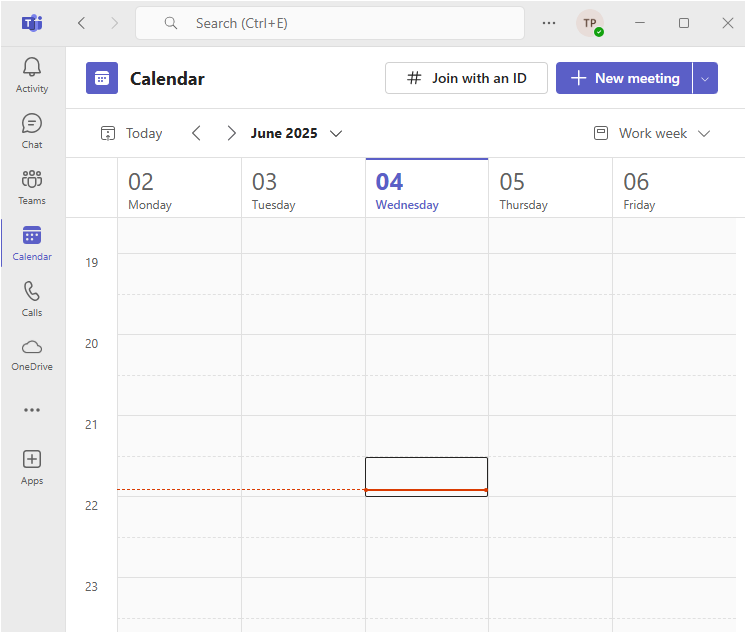 Search (Ctrl+E)
TP
Activity
Chat
Teams
Calendar
Calls
OneDrive
Apps
Calendar
# Join with an ID
New meeting
Today
June 2025
Work week
02
Monday
03
Tuesday
04
Wednesday
05
Thursday
06
Friday
19
20
21
22
23